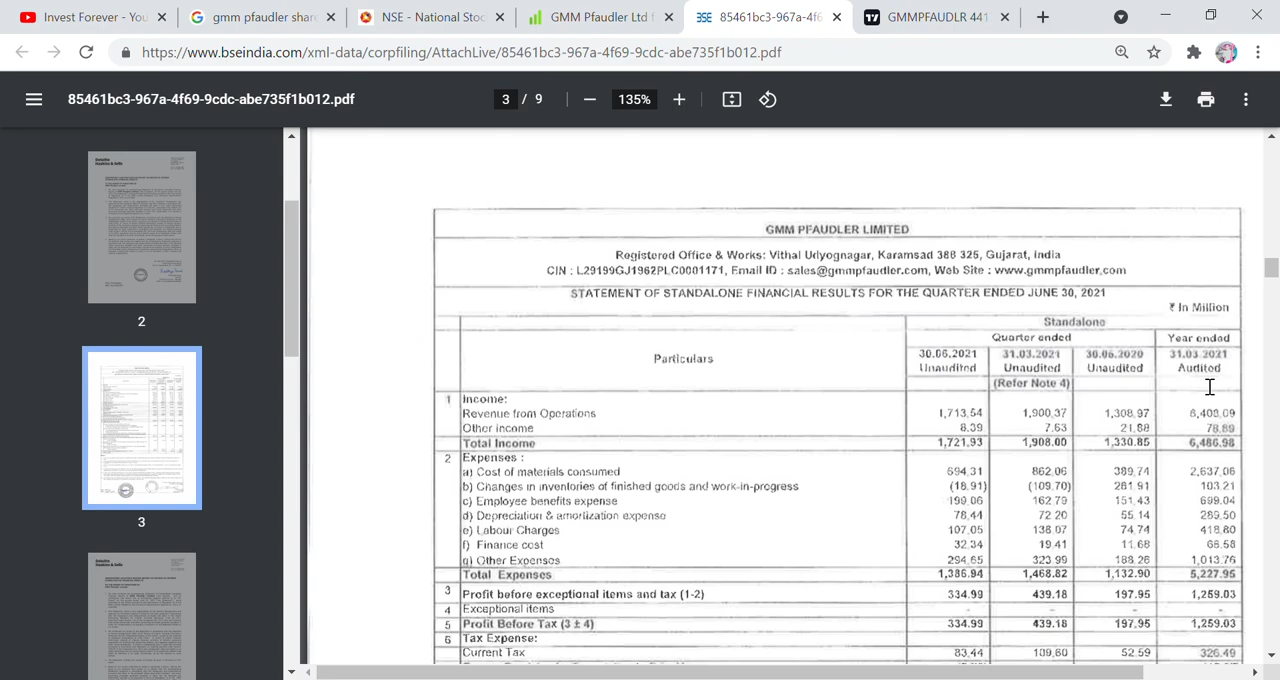 Invest Forever - You
gmm pfaudler shar
NSE - National Stoc
GMM Pfaudler Ltd f
85461bc3-967a-4f6
GMMPFAUDLR 441
https://www.bseindia.com/xml-data/corpfiling/AttachLive/85461bc3-967a-4f69-9cdc-abe735f1b012.pdf
85461bc3-967a-4f69-9cdc-abe735f1b012.pdf 3 / 9 135%
2
3
GMM PFAUDLER LIMITED
Registered Office & Works: Vithal Udyognagar, Karamsad 388 325, Gujarat, India
CIN : L29199GJ1962PLC0001171, Email ID : sales@gmmpfaudler.com, Web Site : www.gmmpfaudler.com
STATEMENT OF STANDALONE FINANCIAL RESULTS FOR THE QUARTER ENDED JUNE 30, 2021
₹ In Million
Standalone
Quarter ended Year ended
Particulars 30.06.2021 31.03.2021 30.06.2020 31.03.2021
Unaudited Unaudited Unaudited Audited
(Refer Note 4)
1 Income:
Revenue from Operations 1,713.54 1,900.37 1,308.97 6,408.09
Other income 8.39 7.63 21.88 78.89
Total Income 1,721.93 1,908.00 1,330.85 6,486.98
2 Expenses :
a) Cost of materials consumed 694.31 862.06 389.74 2,637.06
b) Changes in inventories of finished goods and work-in-progress (18.91) (109.70) 261.91 103.21
c) Employee benefits expense 199.06 162.79 151.43 699.04
d) Depreciation & amortization expense 78.44 72.20 55.14 289.50
e) Labour Charges 107.05 138.07 74.74 418.80
f) Finance cost 32.34 19.41 11.68 66.58
g) Other Expenses 294.65 323.99 188.26 1,013.76
Total Expenses 1,386.94 1,468.82 1,132.90 5,227.95
3 Profit before exceptional items and tax (1-2) 334.99 439.18 197.95 1,259.03
4 Exceptional items - - - -
5 Profit Before Tax (3 ± 4) 334.99 439.18 197.95 1,259.03
6 Tax Expense:
Current Tax 83.44 109.60 52.59 326.49